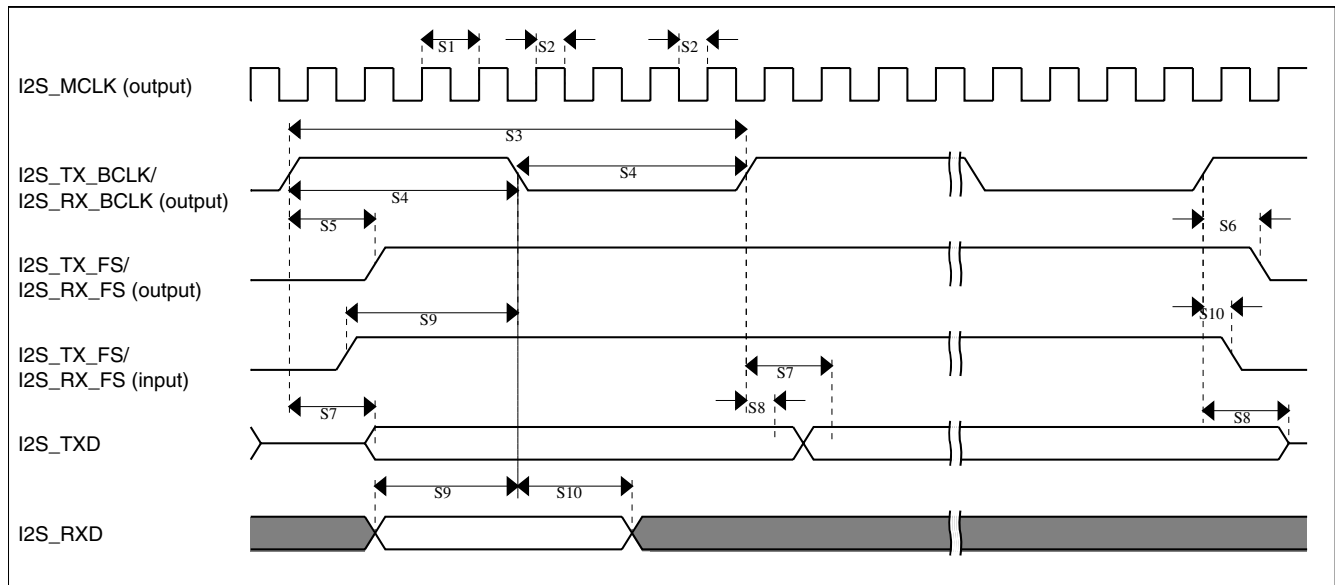 S1
S2
S2
I2S_MCLK (output)
S3
I2S_TX_BCLK/
I2S_RX_BCLK (output)
S4
S4
S5
S6
I2S_TX_FS/
I2S_RX_FS (output)
S9
S10
I2S_TX_FS/
I2S_RX_FS (input)
S7
S7
S8
S8
I2S_TXD
S9
S10
I2S_RXD